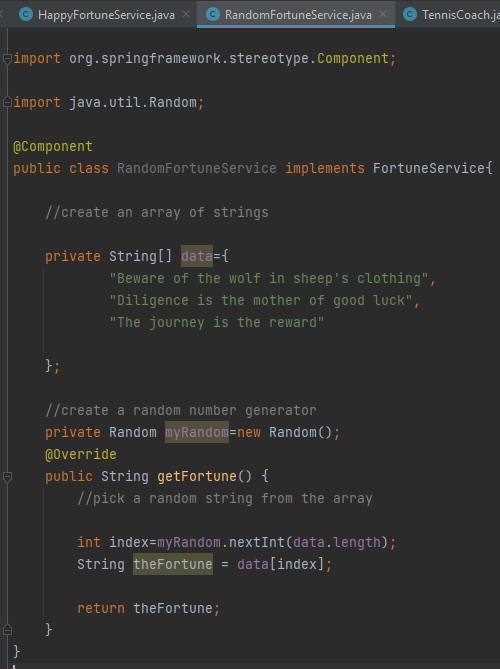 HappyFortuneService.java RandomFortuneService.java TennisCoach.ja
import org.springframework.stereotype.Component;
import java.util.Random;
@Component
public class RandomFortuneService implements FortuneService{
//create an array of strings
private String[] data={
"Beware of the wolf in sheep's clothing",
"Diligence is the mother of good luck",
"The journey is the reward"
};
//create a random number generator
private Random myRandom=new Random();
@Override
public String getFortune() {
//pick a random string from the array
int index=myRandom.nextInt(data.length);
String theFortune = data[index];
return theFortune;
}
}